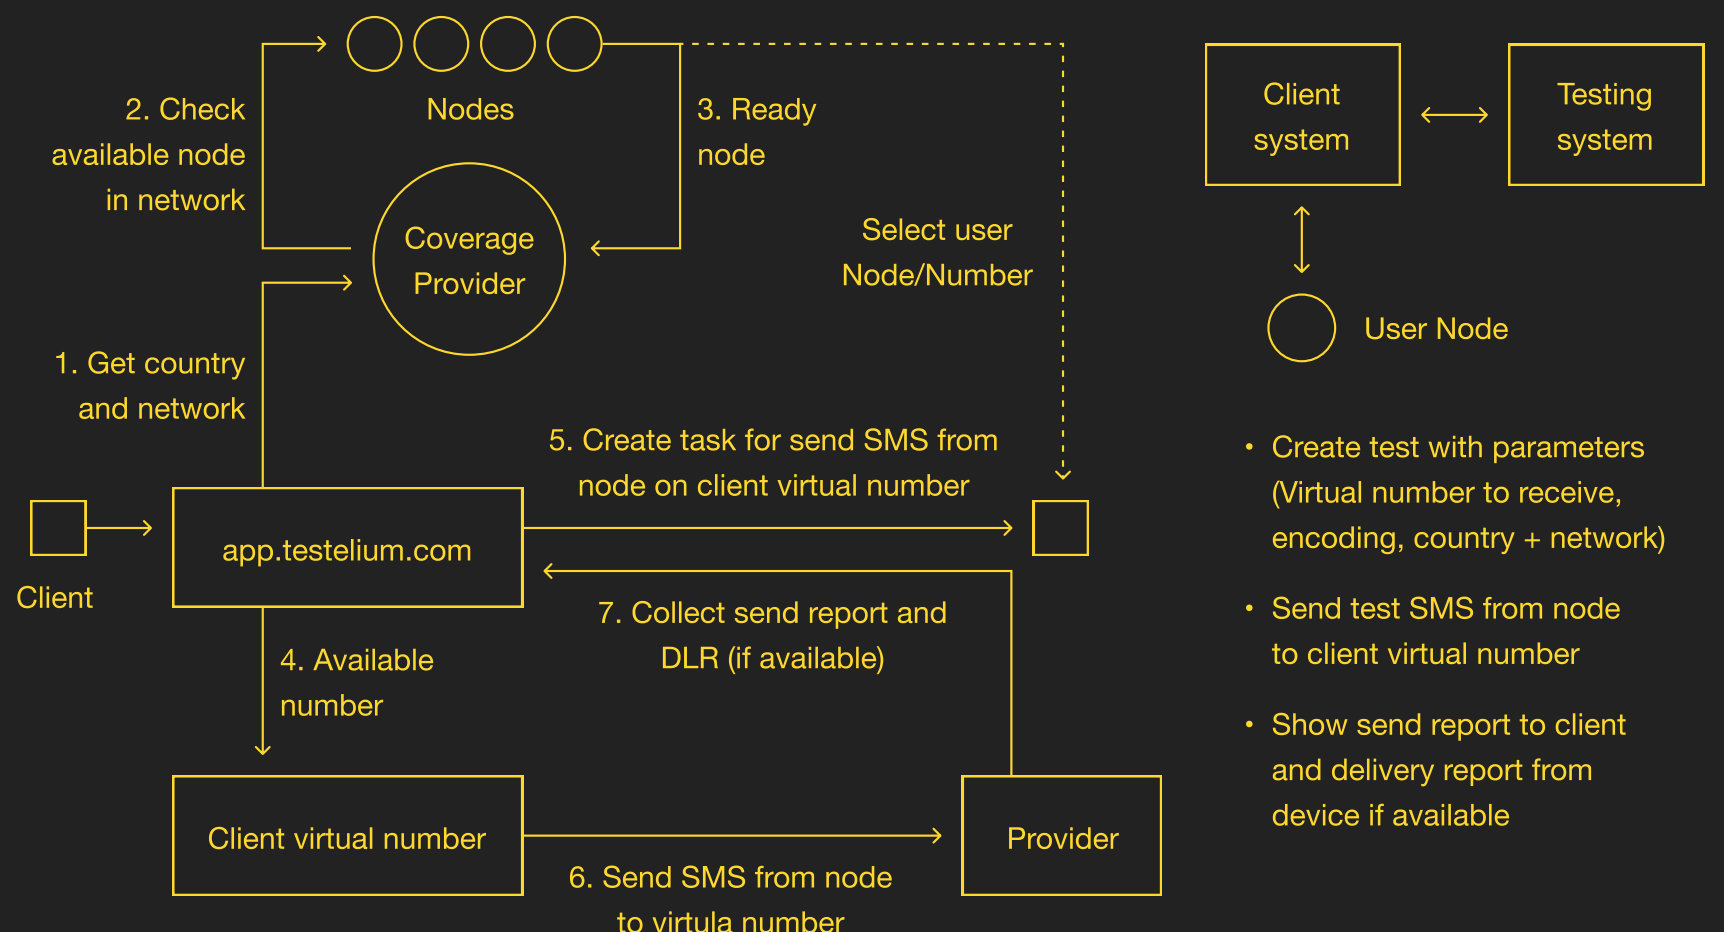 2. Check
available node
in network
Nodes
3. Ready
node
Coverage
Provider
Select user
Node/Number
1. Get country
and network
5. Create task for send SMS from
node on client virtual number
app.testelium.com
Client
7. Collect send report and
DLR (if available)
4. Available
number
Client virtual number
Provider
6. Send SMS from node
to virtula number
Client
system
Testing
system
User Node
• Create test with parameters
(Virtual number to receive,
encoding, country + network)
• Send test SMS from node
to client virtual number
• Show send report to client
and delivery report from
device if available